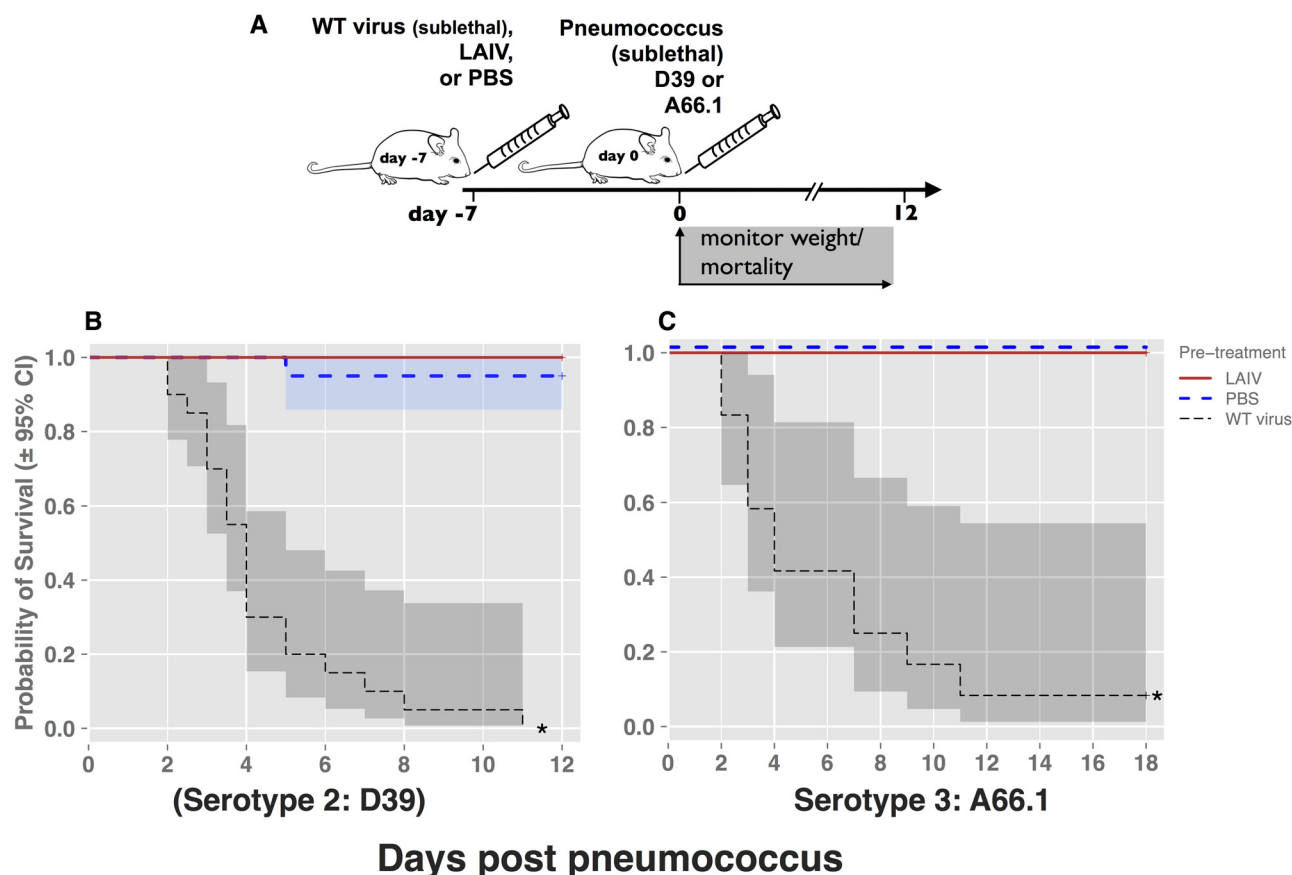 A
WT virus (sublethal),
LAIV,
or PBS
Pneumococcus
(sublethal)
D39 or
A66.1
day -7
day 0
day -7
0
12
monitor weight/
mortality
B
Probability of Survival (± 95% CI)
1.0
0.8
0.6
0.4
0.2
0.0
*
0 2 4 6 8 10 12
(Serotype 2: D39)
C
1.0
0.8
0.6
0.4
0.2
0.0
*
0 2 4 6 8 10 12 14 16 18
Serotype 3: A66.1
Pre-treatment
LAIV
PBS
WT virus
Days post pneumococcus